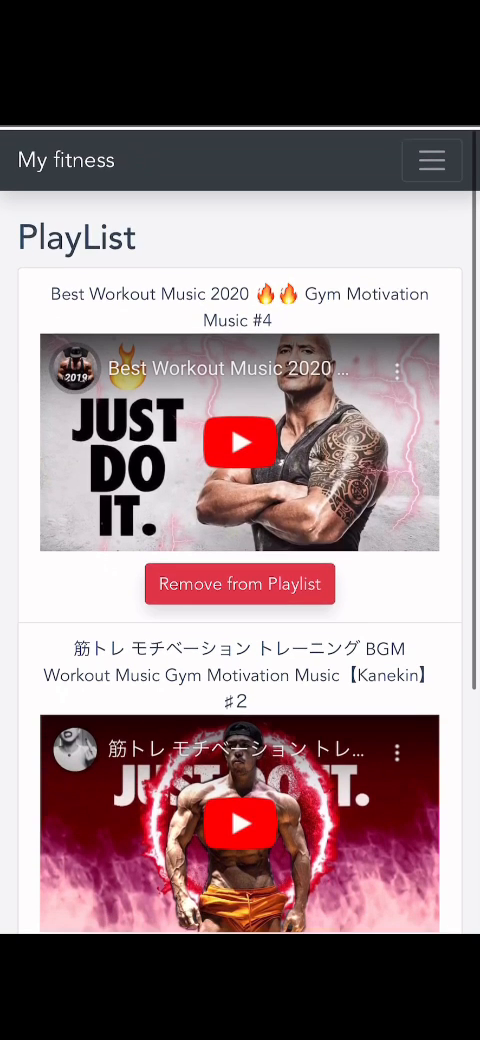 My fitness
PlayList
Best Workout Music 2020 🔥🔥 Gym Motivation
Music #4
2019
Best Workout Music 2020 ...
JUST
DO
IT.
Remove from Playlist
筋トレ モチベーション トレーニング BGM
Workout Music Gym Motivation Music【Kanekin】
♯2
筋トレ モチベーション トレ...
JUST DO IT.